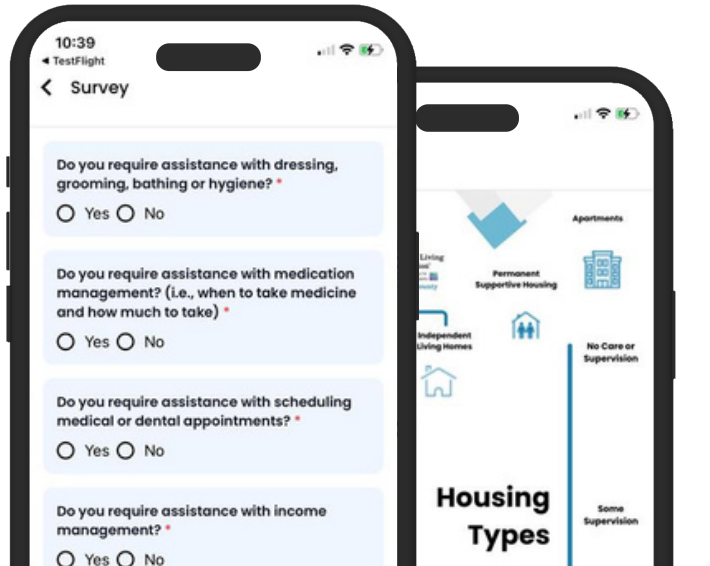 10:39
TestFlight
Survey
Do you require assistance with dressing,
grooming, bathing or hygiene? *
Yes No
Do you require assistance with medication
management? (i.e., when to take medicine
and how much to take) *
Yes No
Do you require assistance with scheduling
medical or dental appointments? *
Yes No
Do you require assistance with income
management? *
Yes No
Apartments
Living
Permanent
Supportive Housing
Independent
Living Homes
No Care or
Supervision
Housing
Types
Some
Supervision